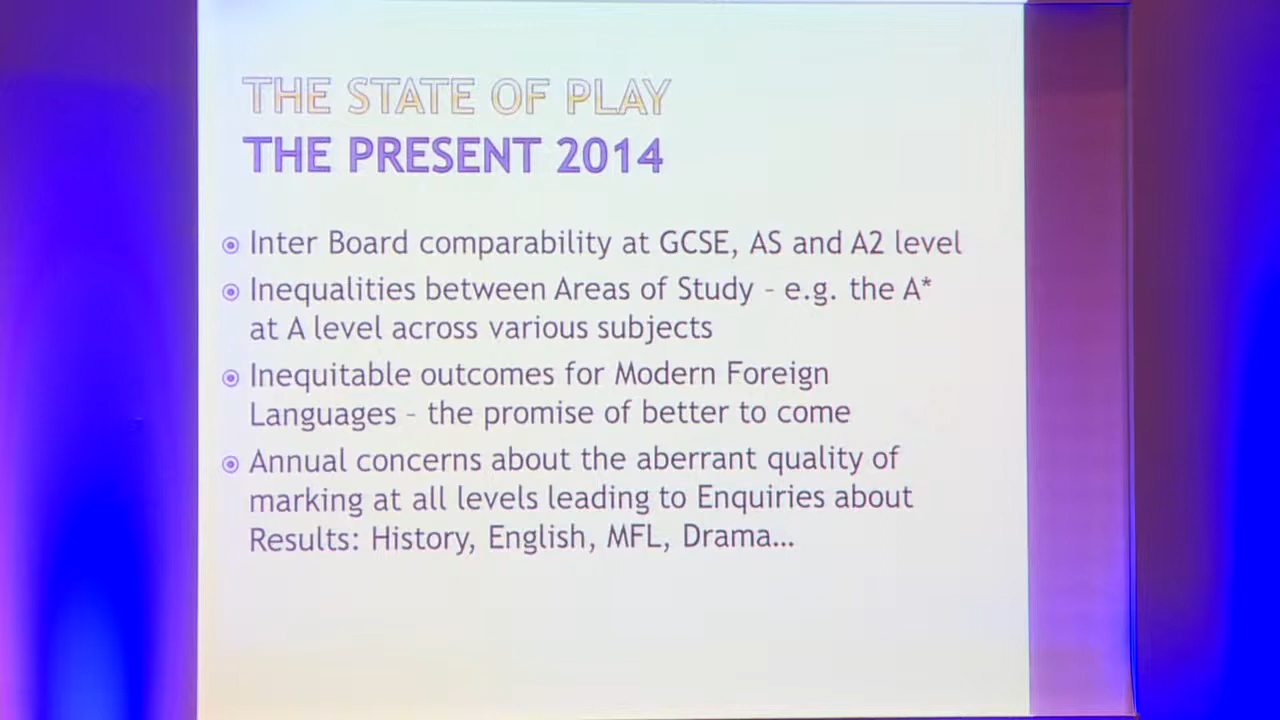 THE STATE OF PLAY
THE PRESENT 2014
Inter Board comparability at GCSE, AS and A2 level
Inequalities between Areas of Study – e.g. the A*
at A level across various subjects
Inequitable outcomes for Modern Foreign
Languages – the promise of better to come
Annual concerns about the aberrant quality of
marking at all levels leading to Enquiries about
Results: History, English, MFL, Drama…